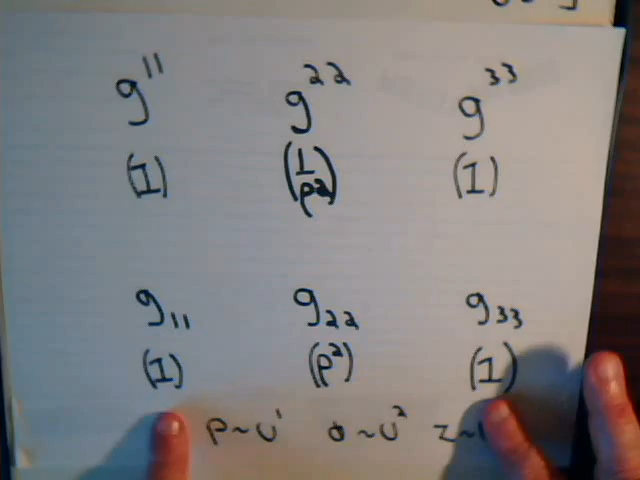 g¹¹ g²² g³³
(1) (1/ρ²) (1)
g₁₁ g₂₂ g₃₃
(1) (ρ²) (1)
ρ~u¹ θ~u² z~